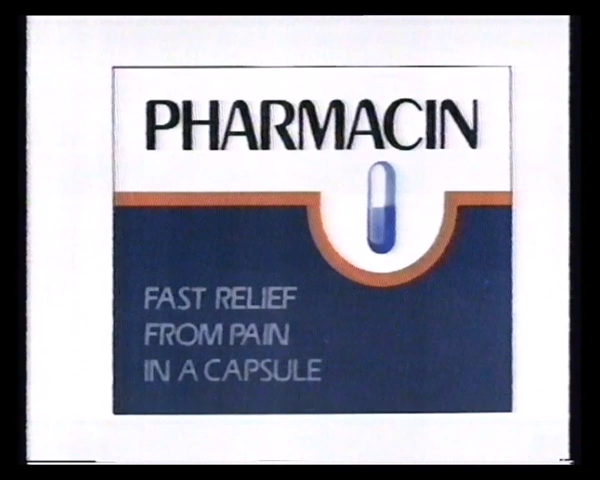 PHARMACIN
FAST RELIEF
FROM PAIN
IN A CAPSULE